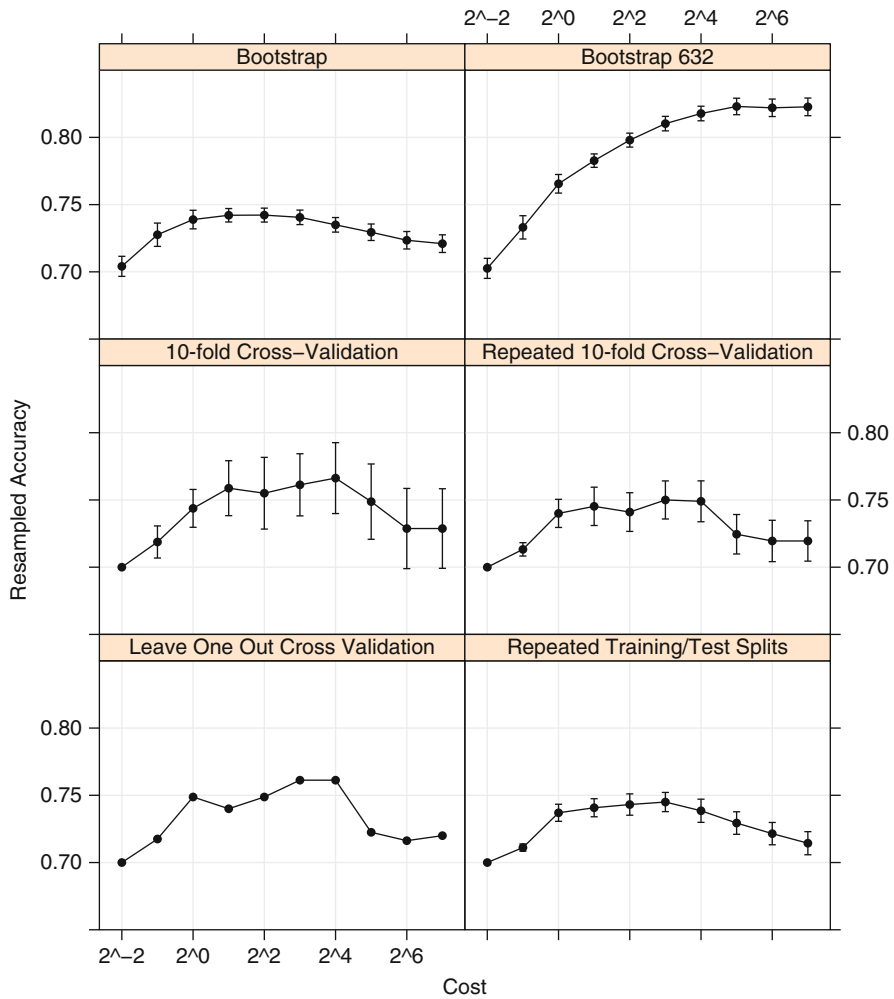 2^−2 2^0 2^2 2^4 2^6
Bootstrap Bootstrap 632
0.80
0.75
0.70
10-fold Cross−Validation Repeated 10-fold Cross−Validation
Resampled Accuracy
0.80
0.75
0.70
Leave One Out Cross Validation Repeated Training/Test Splits
0.80
0.75
0.70
2^−2 2^0 2^2 2^4 2^6
Cost